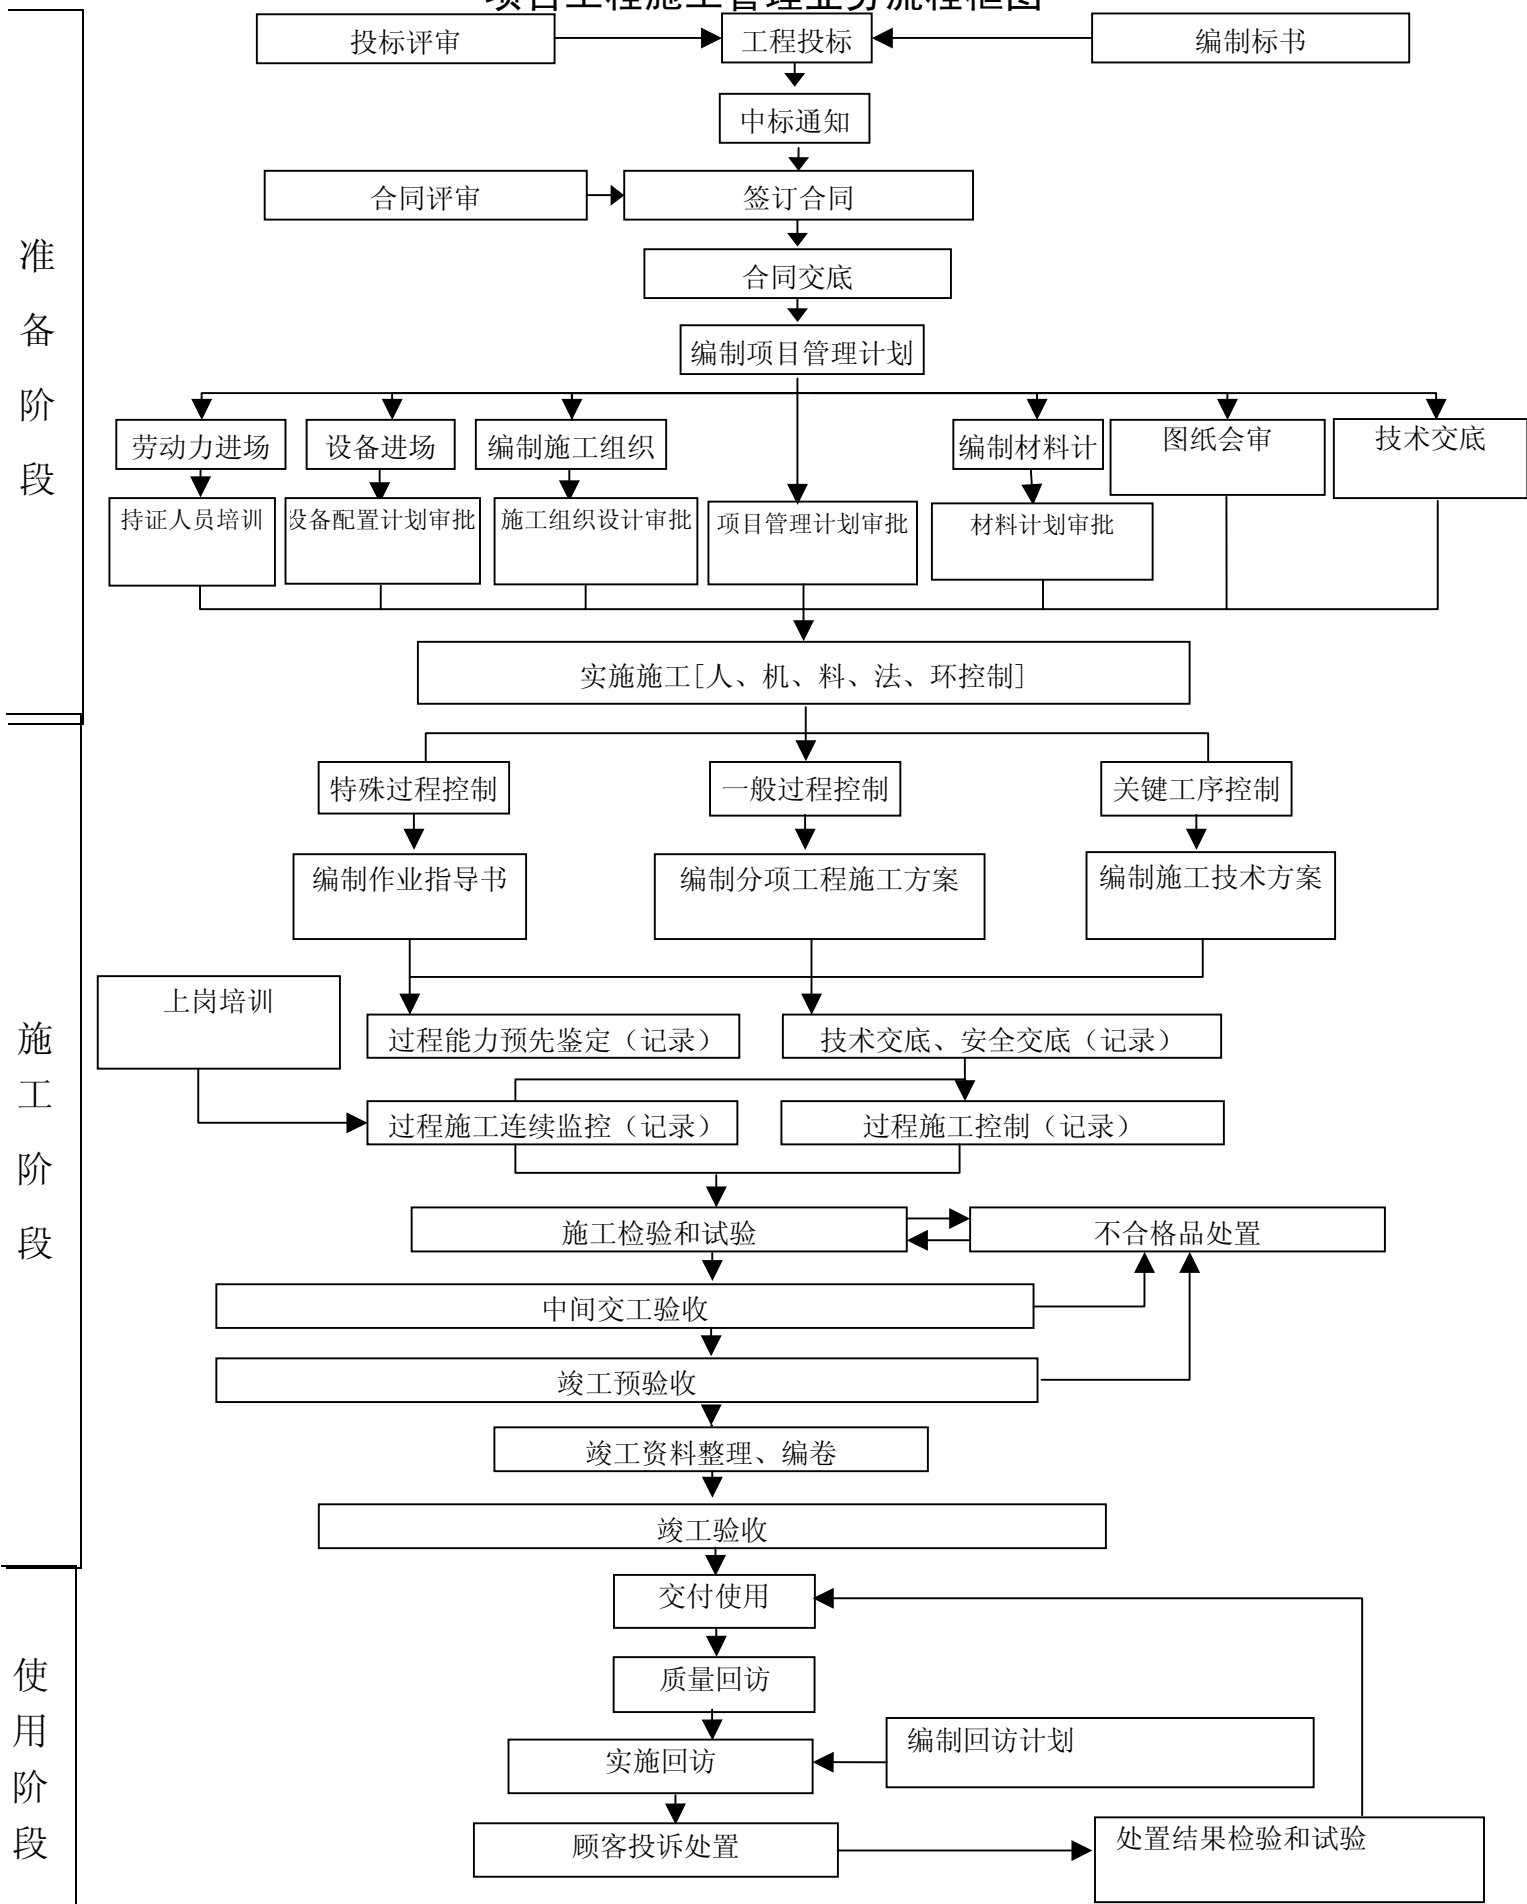 项目工程施工管理业务流程框图
投标评审
工程投标
编制标书
中标通知
合同评审
签订合同
合同交底
编制项目管理计划
准备阶段
劳动力进场
设备进场
编制施工组织
编制材料计
图纸会审
技术交底
持证人员培训
设备配置计划审批
施工组织设计审批
项目管理计划审批
材料计划审批
实施施工[人、机、料、法、环控制]
特殊过程控制
一般过程控制
关键工序控制
编制作业指导书
编制分项工程施工方案
编制施工技术方案
上岗培训
过程能力预先鉴定（记录）
技术交底、安全交底（记录）
施工阶段
过程施工连续监控（记录）
过程施工控制（记录）
施工检验和试验
不合格品处置
中间交工验收
竣工预验收
竣工资料整理、编卷
竣工验收
交付使用
使用阶段
质量回访
编制回访计划
实施回访
顾客投诉处置
处置结果检验和试验